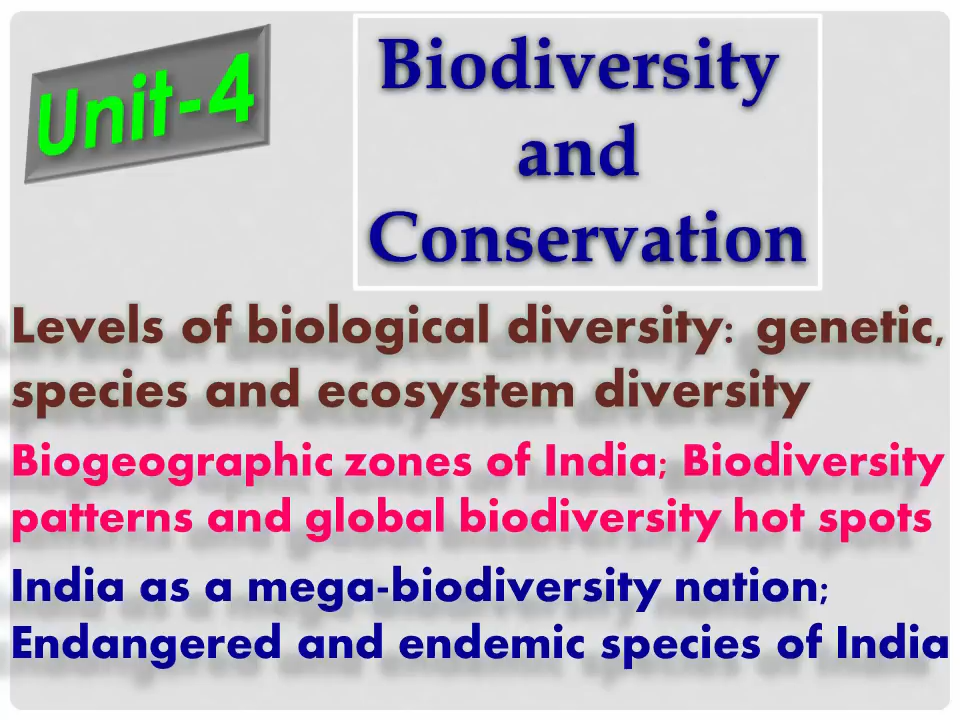 Unit-4
Biodiversity
and
Conservation
Levels of biological diversity: genetic,
species and ecosystem diversity
Biogeographic zones of India; Biodiversity
patterns and global biodiversity hot spots
India as a mega-biodiversity nation;
Endangered and endemic species of India